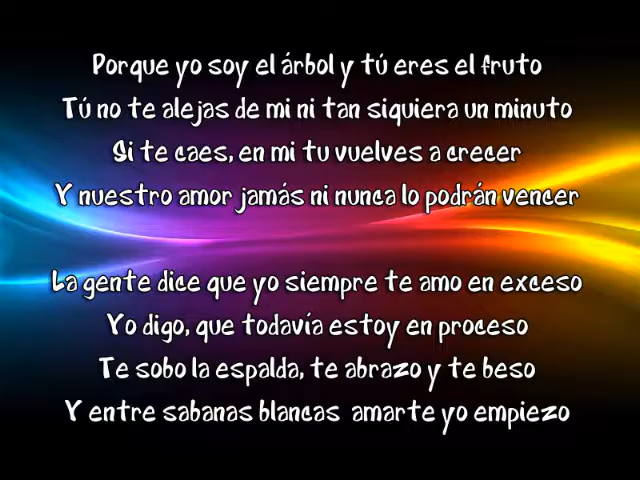 Porque yo soy el árbol y tú eres el fruto
Tú no te alejas de mi ni tan siquiera un minuto
Si te caes, en mi tu vuelves a crecer
Y nuestro amor jamás ni nunca lo podrán vencer
La gente dice que yo siempre te amo en exceso
Yo digo, que todavía estoy en proceso
Te sobo la espalda, te abrazo y te beso
Y entre sabanas blancas amarte yo empiezo